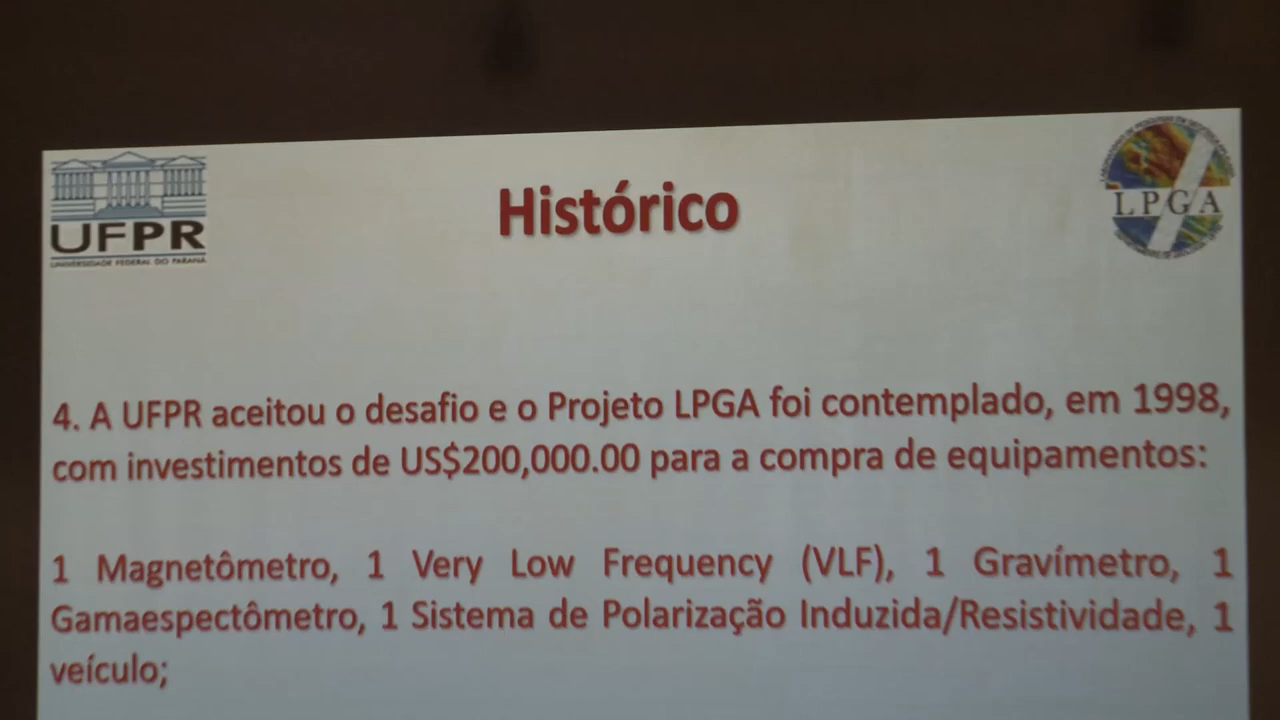 Histórico
UFPR
UNIVERSIDADE FEDERAL DO PARANÁ
LPGA
4. A UFPR aceitou o desafio e o Projeto LPGA foi contemplado, em 1998,
com investimentos de US$200,000.00 para a compra de equipamentos:
1 Magnetômetro, 1 Very Low Frequency (VLF), 1 Gravímetro, 1
Gamaespectômetro, 1 Sistema de Polarização Induzida/Resistividade, 1
veículo;